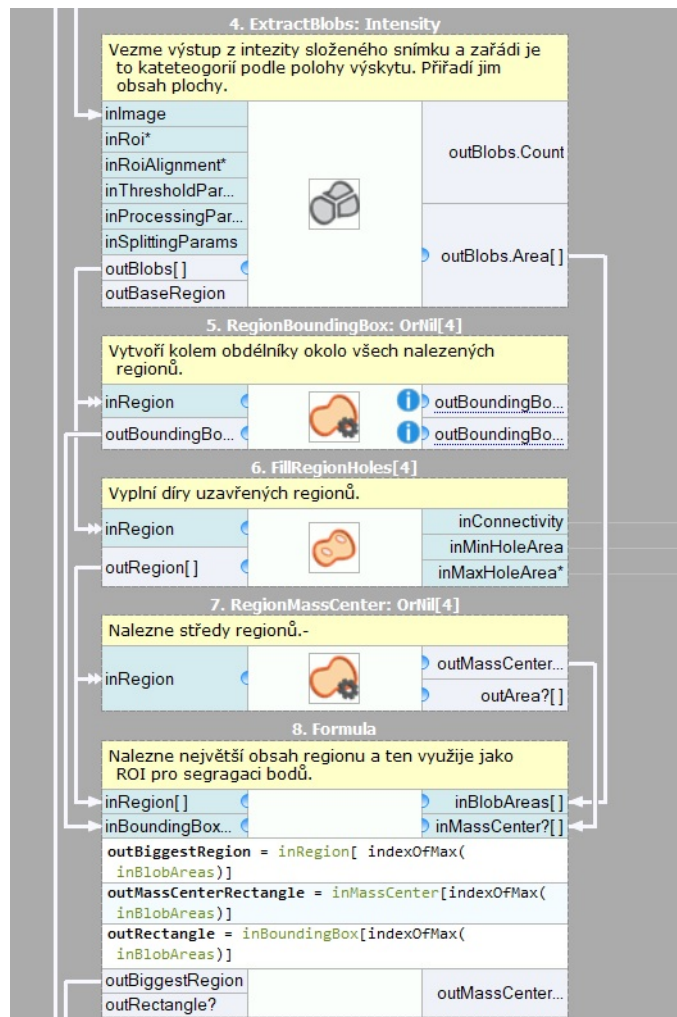 4. ExtractBlobs: Intensity
Vezme výstup z intezity složeného snímku a zařádi je
to kateteogorií podle polohy výskytu. Přiřadí jim
obsah plochy.
inImage
inRoi*
inRoiAlignment*
inThresholdPar...
inProcessingPar...
inSplittingParams
outBlobs[]
outBaseRegion
outBlobs.Count
outBlobs.Area[]
5. RegionBoundingBox: OrNil[4]
Vytvoří kolem obdélníky okolo všech nalezených
regionů.
inRegion
outBoundingBo...
outBoundingBo...
outBoundingBo...
6. FillRegionHoles[4]
Vyplní díry uzavřených regionů.
inRegion
outRegion[]
inConnectivity
inMinHoleArea
inMaxHoleArea*
7. RegionMassCenter: OrNil[4]
Nalezne středy regionů.-
inRegion
outMassCenter...
outArea?[]
8. Formula
Nalezne největší obsah regionu a ten využije jako
ROI pro segragaci bodů.
inRegion[]
inBoundingBox...
inBlobAreas[]
inMassCenter?[]
outBiggestRegion = inRegion[ indexOfMax(
inBlobAreas)]
outMassCenterRectangle = inMassCenter[indexOfMax(
inBlobAreas)]
outRectangle = inBoundingBox[indexOfMax(
inBlobAreas)]
outBiggestRegion
outRectangle?
outMassCenter...